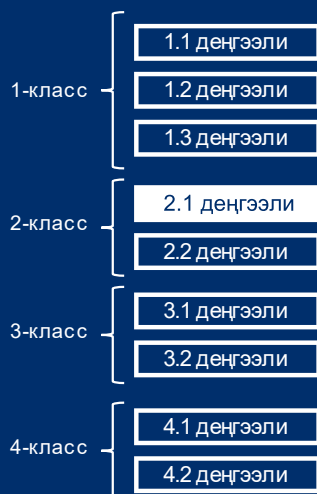 1-класс
1.1 деңгээли
1.2 деңгээли
1.3 деңгээли
2-класс
2.1 деңгээли
2.2 деңгээли
3-класс
3.1 деңгээли
3.2 деңгээли
4-класс
4.1 деңгээли
4.2 деңгээли